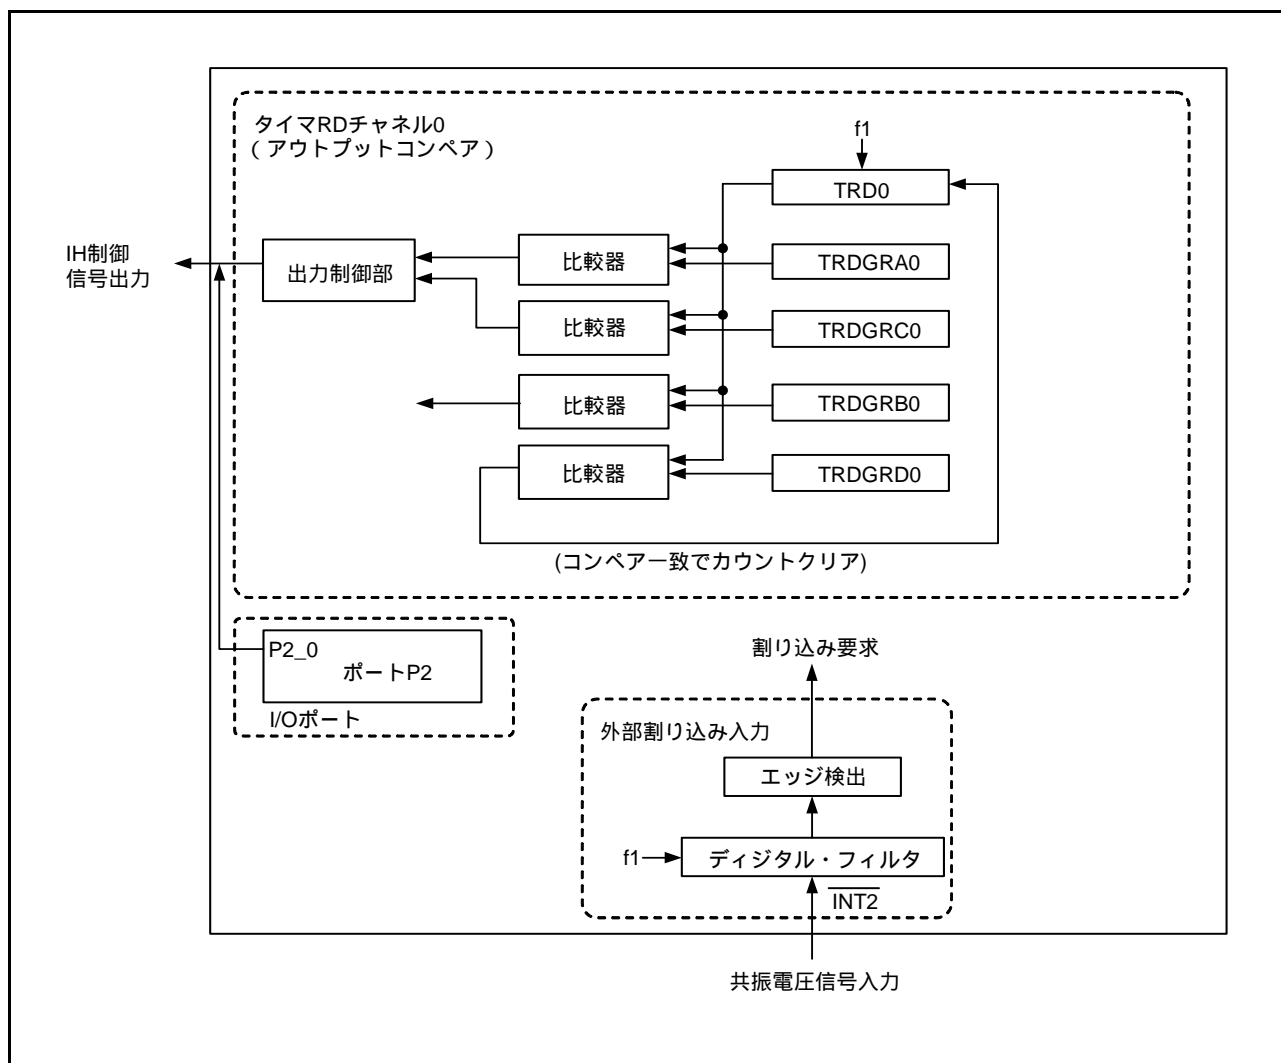 タイマRDチャネル0
（アウトプットコンペア）
f1
TRD0
IH制御
信号出力
出力制御部
比較器
TRDGRA0
比較器
TRDGRC0
比較器
TRDGRB0
比較器
TRDGRD0
(コンペア一致でカウントクリア)
P2_0
ポートP2
I/Oポート
割り込み要求
外部割り込み入力
エッジ検出
f1
ディジタル・フィルタ
INT2
共振電圧信号入力